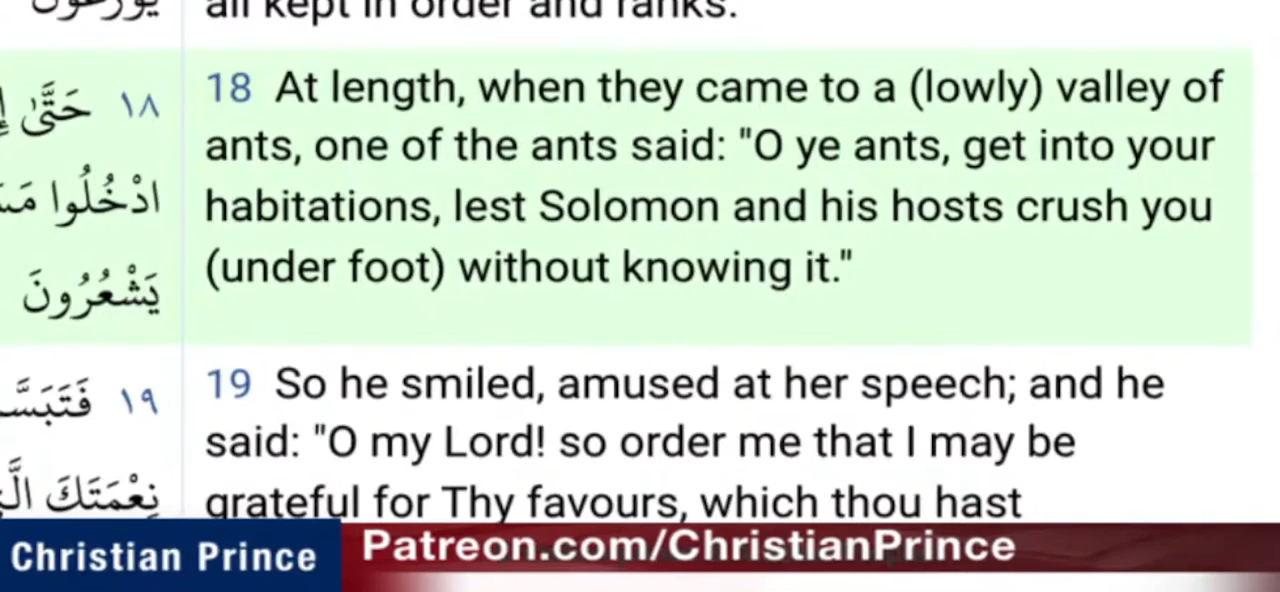 all kept in order and ranks.
يُوزَعُونَ
18 At length, when they came to a (lowly) valley of
ants, one of the ants said: "O ye ants, get into your
habitations, lest Solomon and his hosts crush you
(under foot) without knowing it."
١٨ حَتَّىٰ
ادْخُلُوا
يَشْعُرُونَ
19 So he smiled, amused at her speech; and he
said: "O my Lord! so order me that I may be
grateful for Thy favours, which thou hast
١٩
نِعْمَتَكَ
Christian Prince
Patreon.com/ChristianPrince